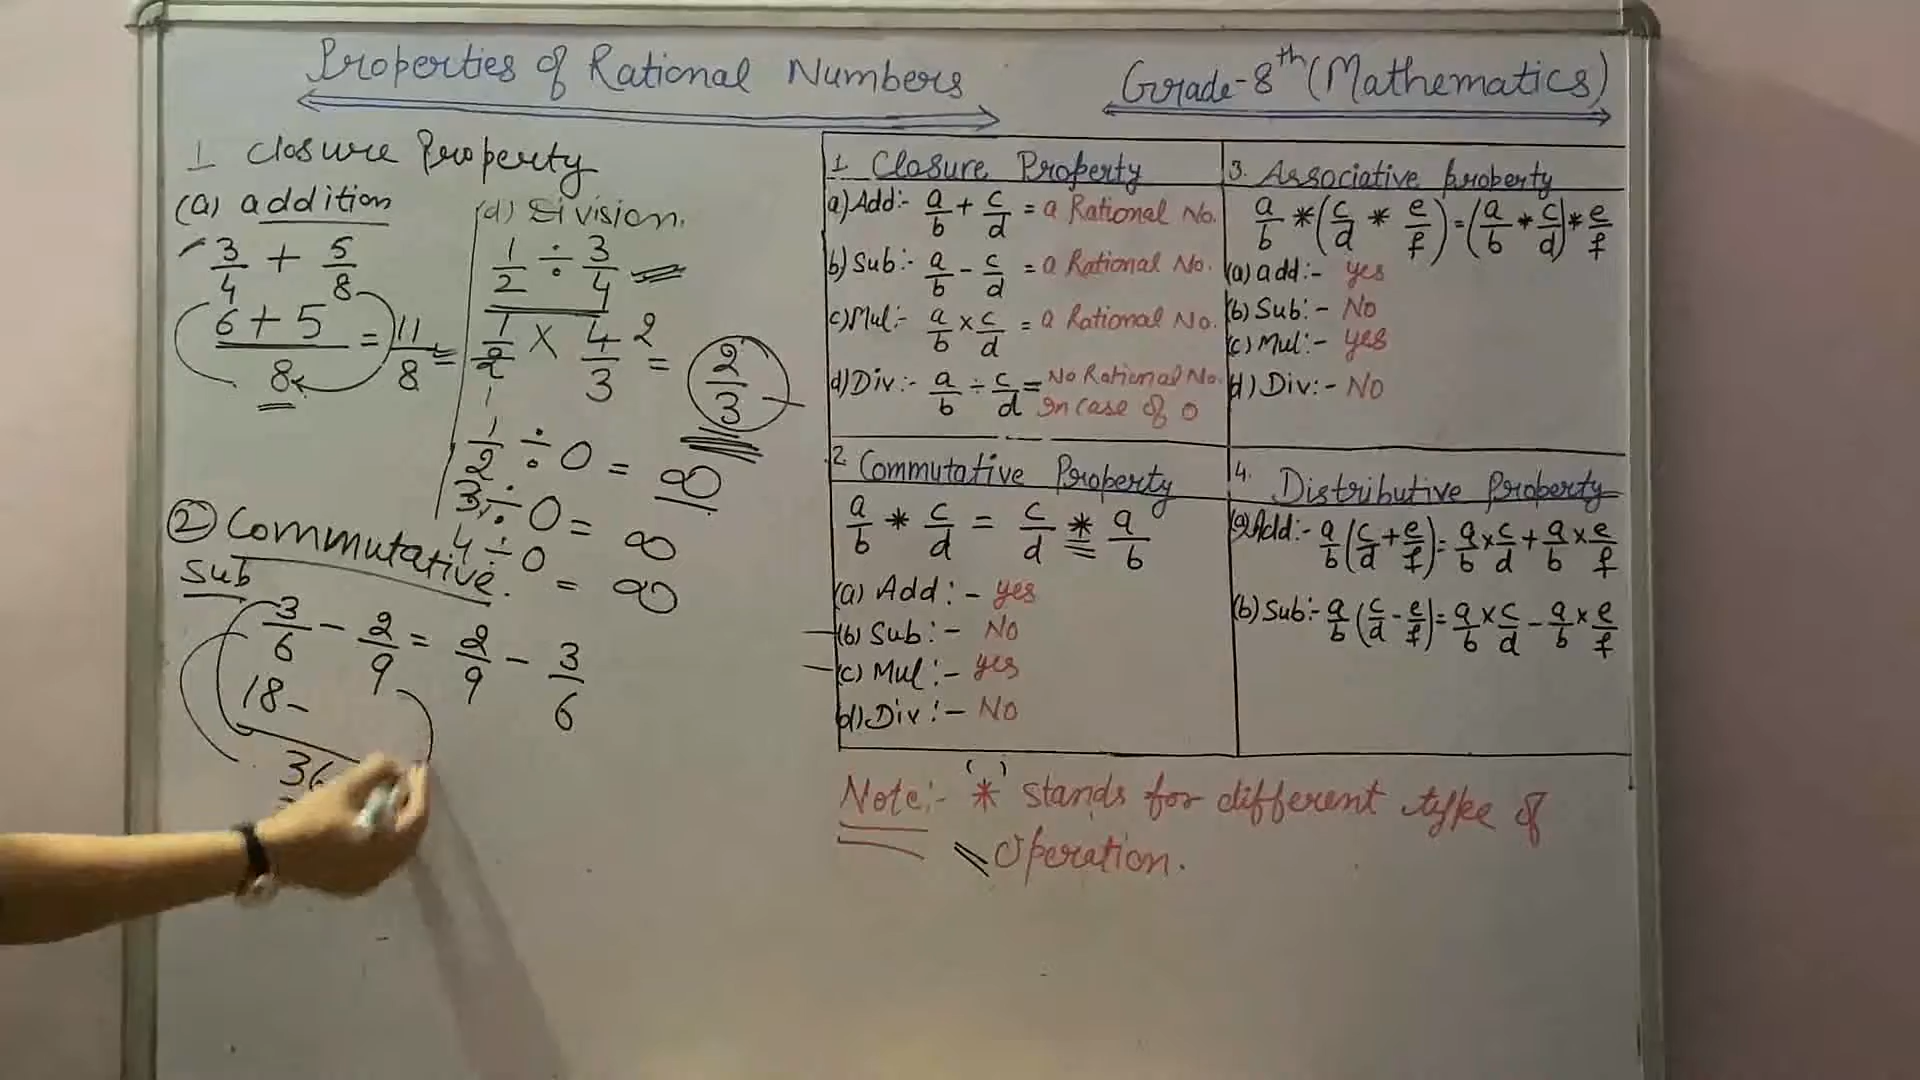 Properties of Rational Numbers
Grade-8th (Mathematics)
1 Closure Property
(a) addition
3/4 + 5/8
6+5/8 = 11/8 =
(d) Division.
1/2 ÷ 3/4
1/2 × 4/3 2 = 2/3
1
1/2 ÷ 0 = ∞
3 ÷ 0 = ∞
4 ÷ 0 = ∞
② Commutative.
Sub
3/6 - 2/9 = 2/9 - 3/6
18-
36
1. Closure Property
a) Add:- a/b + c/d = a Rational No.
b) Sub:- a/b - c/d = a Rational No.
c) Mul:- a/b × c/d = a Rational No.
d) Div:- a/b ÷ c/d = No Rational No.
In case of 0
2. Commutative Property
a/b * c/d = c/d * a/b
(a) Add:- yes
(b) Sub:- No
(c) Mul:- yes
(d) Div:- No
3. Associative property
a/b * (c/d * e/f) = (a/b * c/d) * e/f
(a) add:- yes
(b) Sub:- No
(c) Mul:- yes
d) Div:- No
4. Distributive Property
(a) Add:- a/b (c/d + e/f) = a/b × c/d + a/b × e/f
(b) Sub:- a/b (c/d - e/f) = a/b × c/d - a/b × e/f
Note:- (*) stands for different type of
Operation.